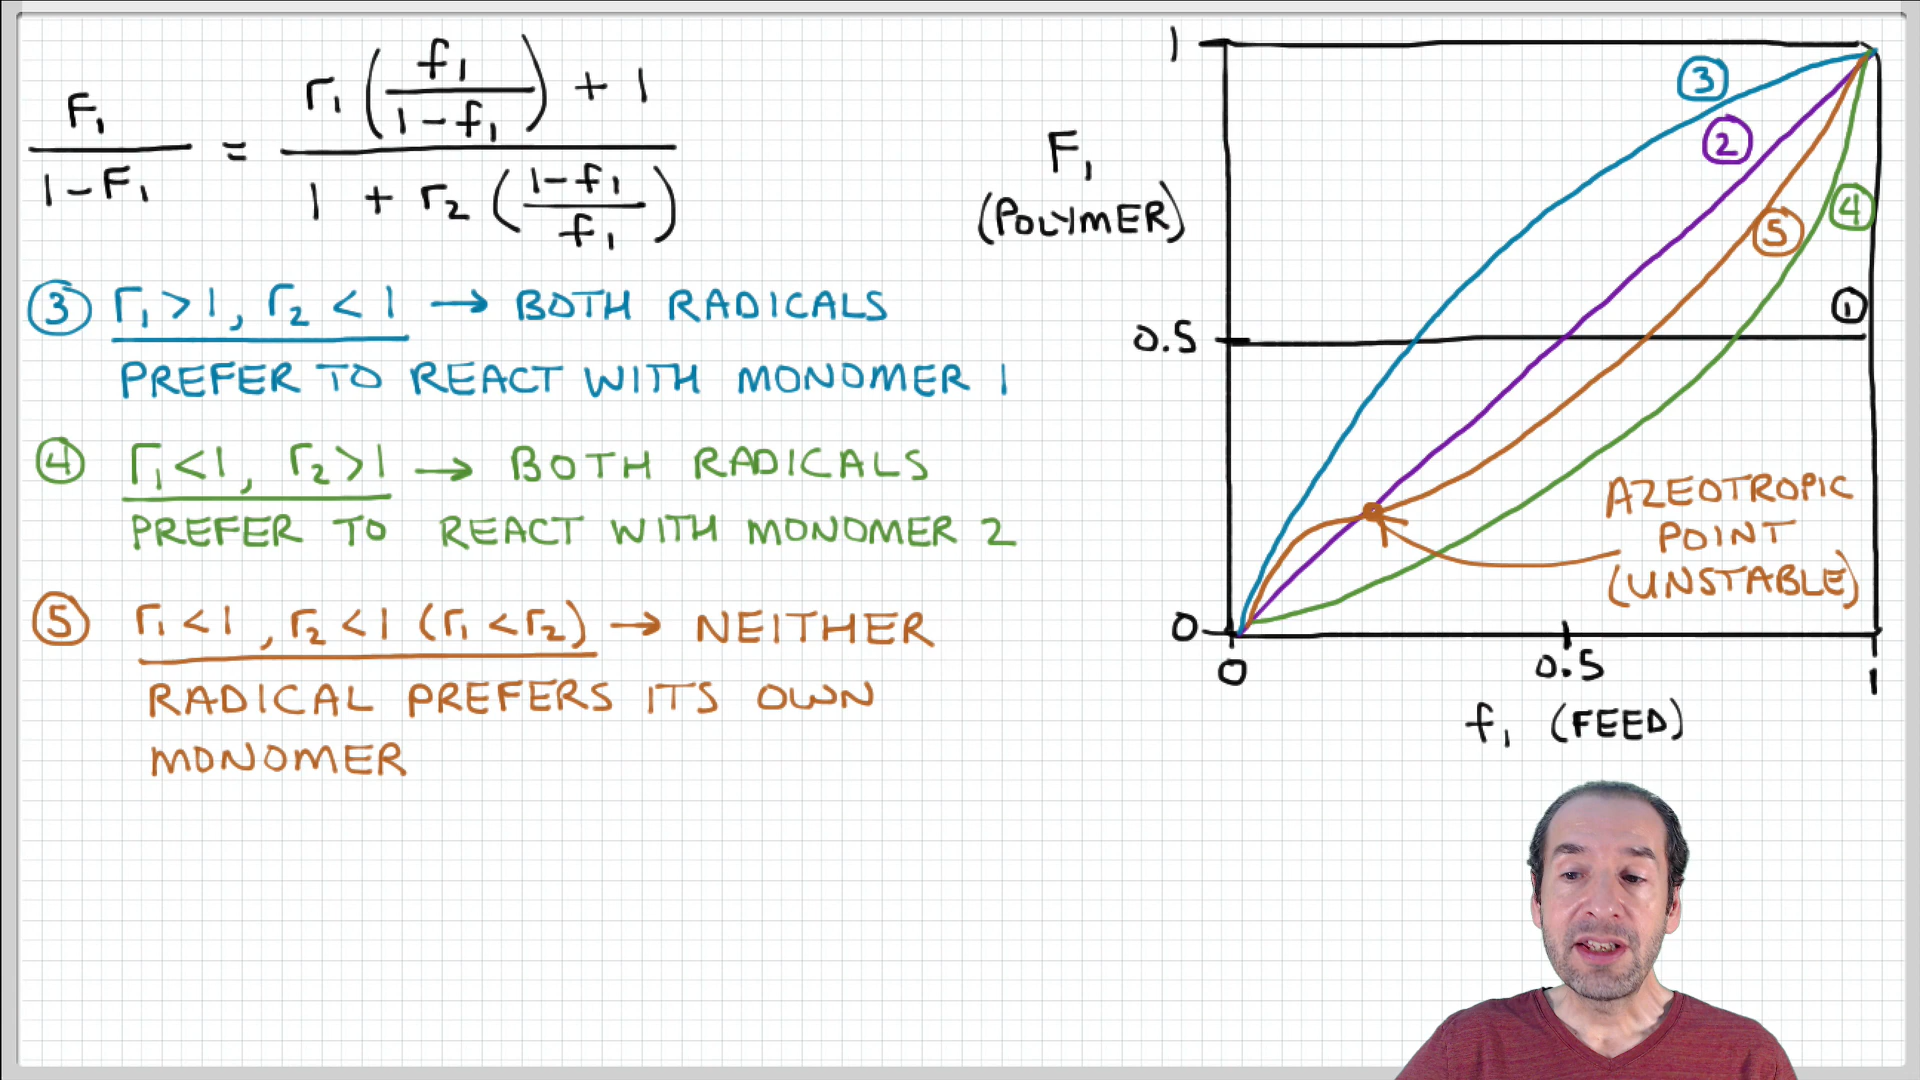 F₁ / (1-F₁) = (r₁ (f₁ / (1-f₁)) + 1) / (1 + r₂ ((1-f₁) / f₁))
③ r₁ > 1, r₂ < 1 → BOTH RADICALS
PREFER TO REACT WITH MONOMER 1
④ r₁ < 1, r₂ > 1 → BOTH RADICALS
PREFER TO REACT WITH MONOMER 2
⑤ r₁ < 1, r₂ < 1 (r₁ < r₂) → NEITHER
RADICAL PREFERS ITS OWN
MONOMER
1
F₁
(POLYMER)
0.5
0
③
②
④
⑤
①
AZEOTROPIC
POINT
(UNSTABLE)
0 0.5 1
f₁ (FEED)